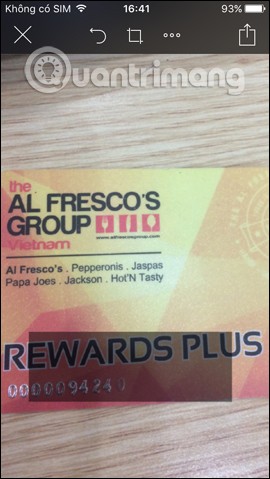 Không có SIM 16:41 93%
Quantrimang
the
AL FRESCO'S
GROUP
www.alfrescosgroup.com
Vietnam
Al Fresco's . Pepperonis . Jaspas
Papa Joes . Jackson . Hot'N Tasty
REWARDS PLUS